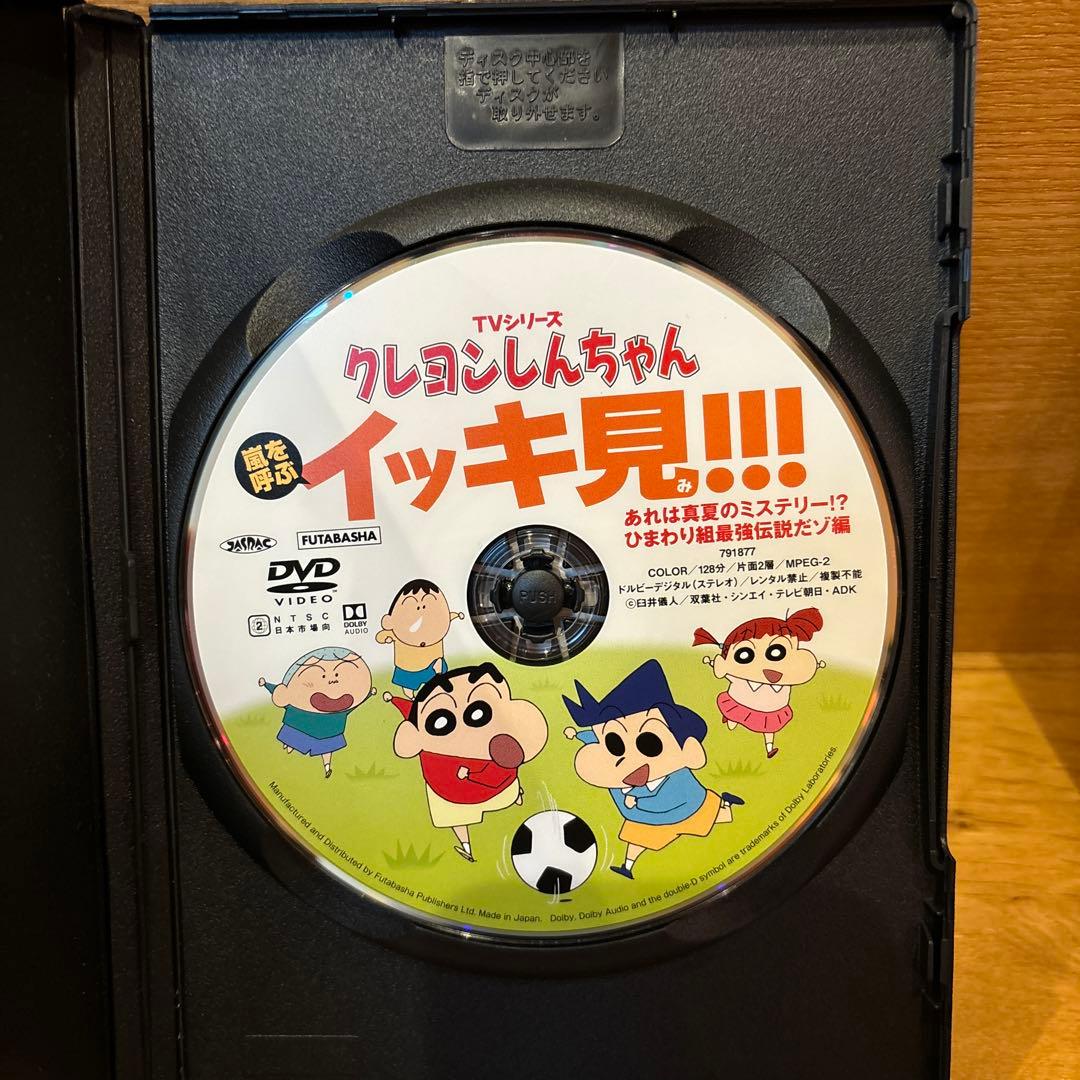 ディスク中心部を
指で押してください
ディスクが
取り外せます。
TVシリーズ
クレヨンしんちゃん
嵐を
呼ぶ
イッキ見!!!
み
あれは真夏のミステリー!?
ひまわり組最強伝説だゾ編
791877
COLOR/128分/片面2層/MPEG-2
ドルビーデジタル(ステレオ)/レンタル禁止/複製不能
©臼井儀人/双葉社・シンエイ・テレビ朝日・ADK
JASRAC
FUTABASHA
DVD
VIDEO
2
NTSC
日本市場向
DOLBY
AUDIO
PUSH
Manufactured and Distributed by Futabasha Publishers Ltd. Made in Japan. Dolby, Dolby Audio and the double-D symbol are trademarks of Dolby Laboratories.